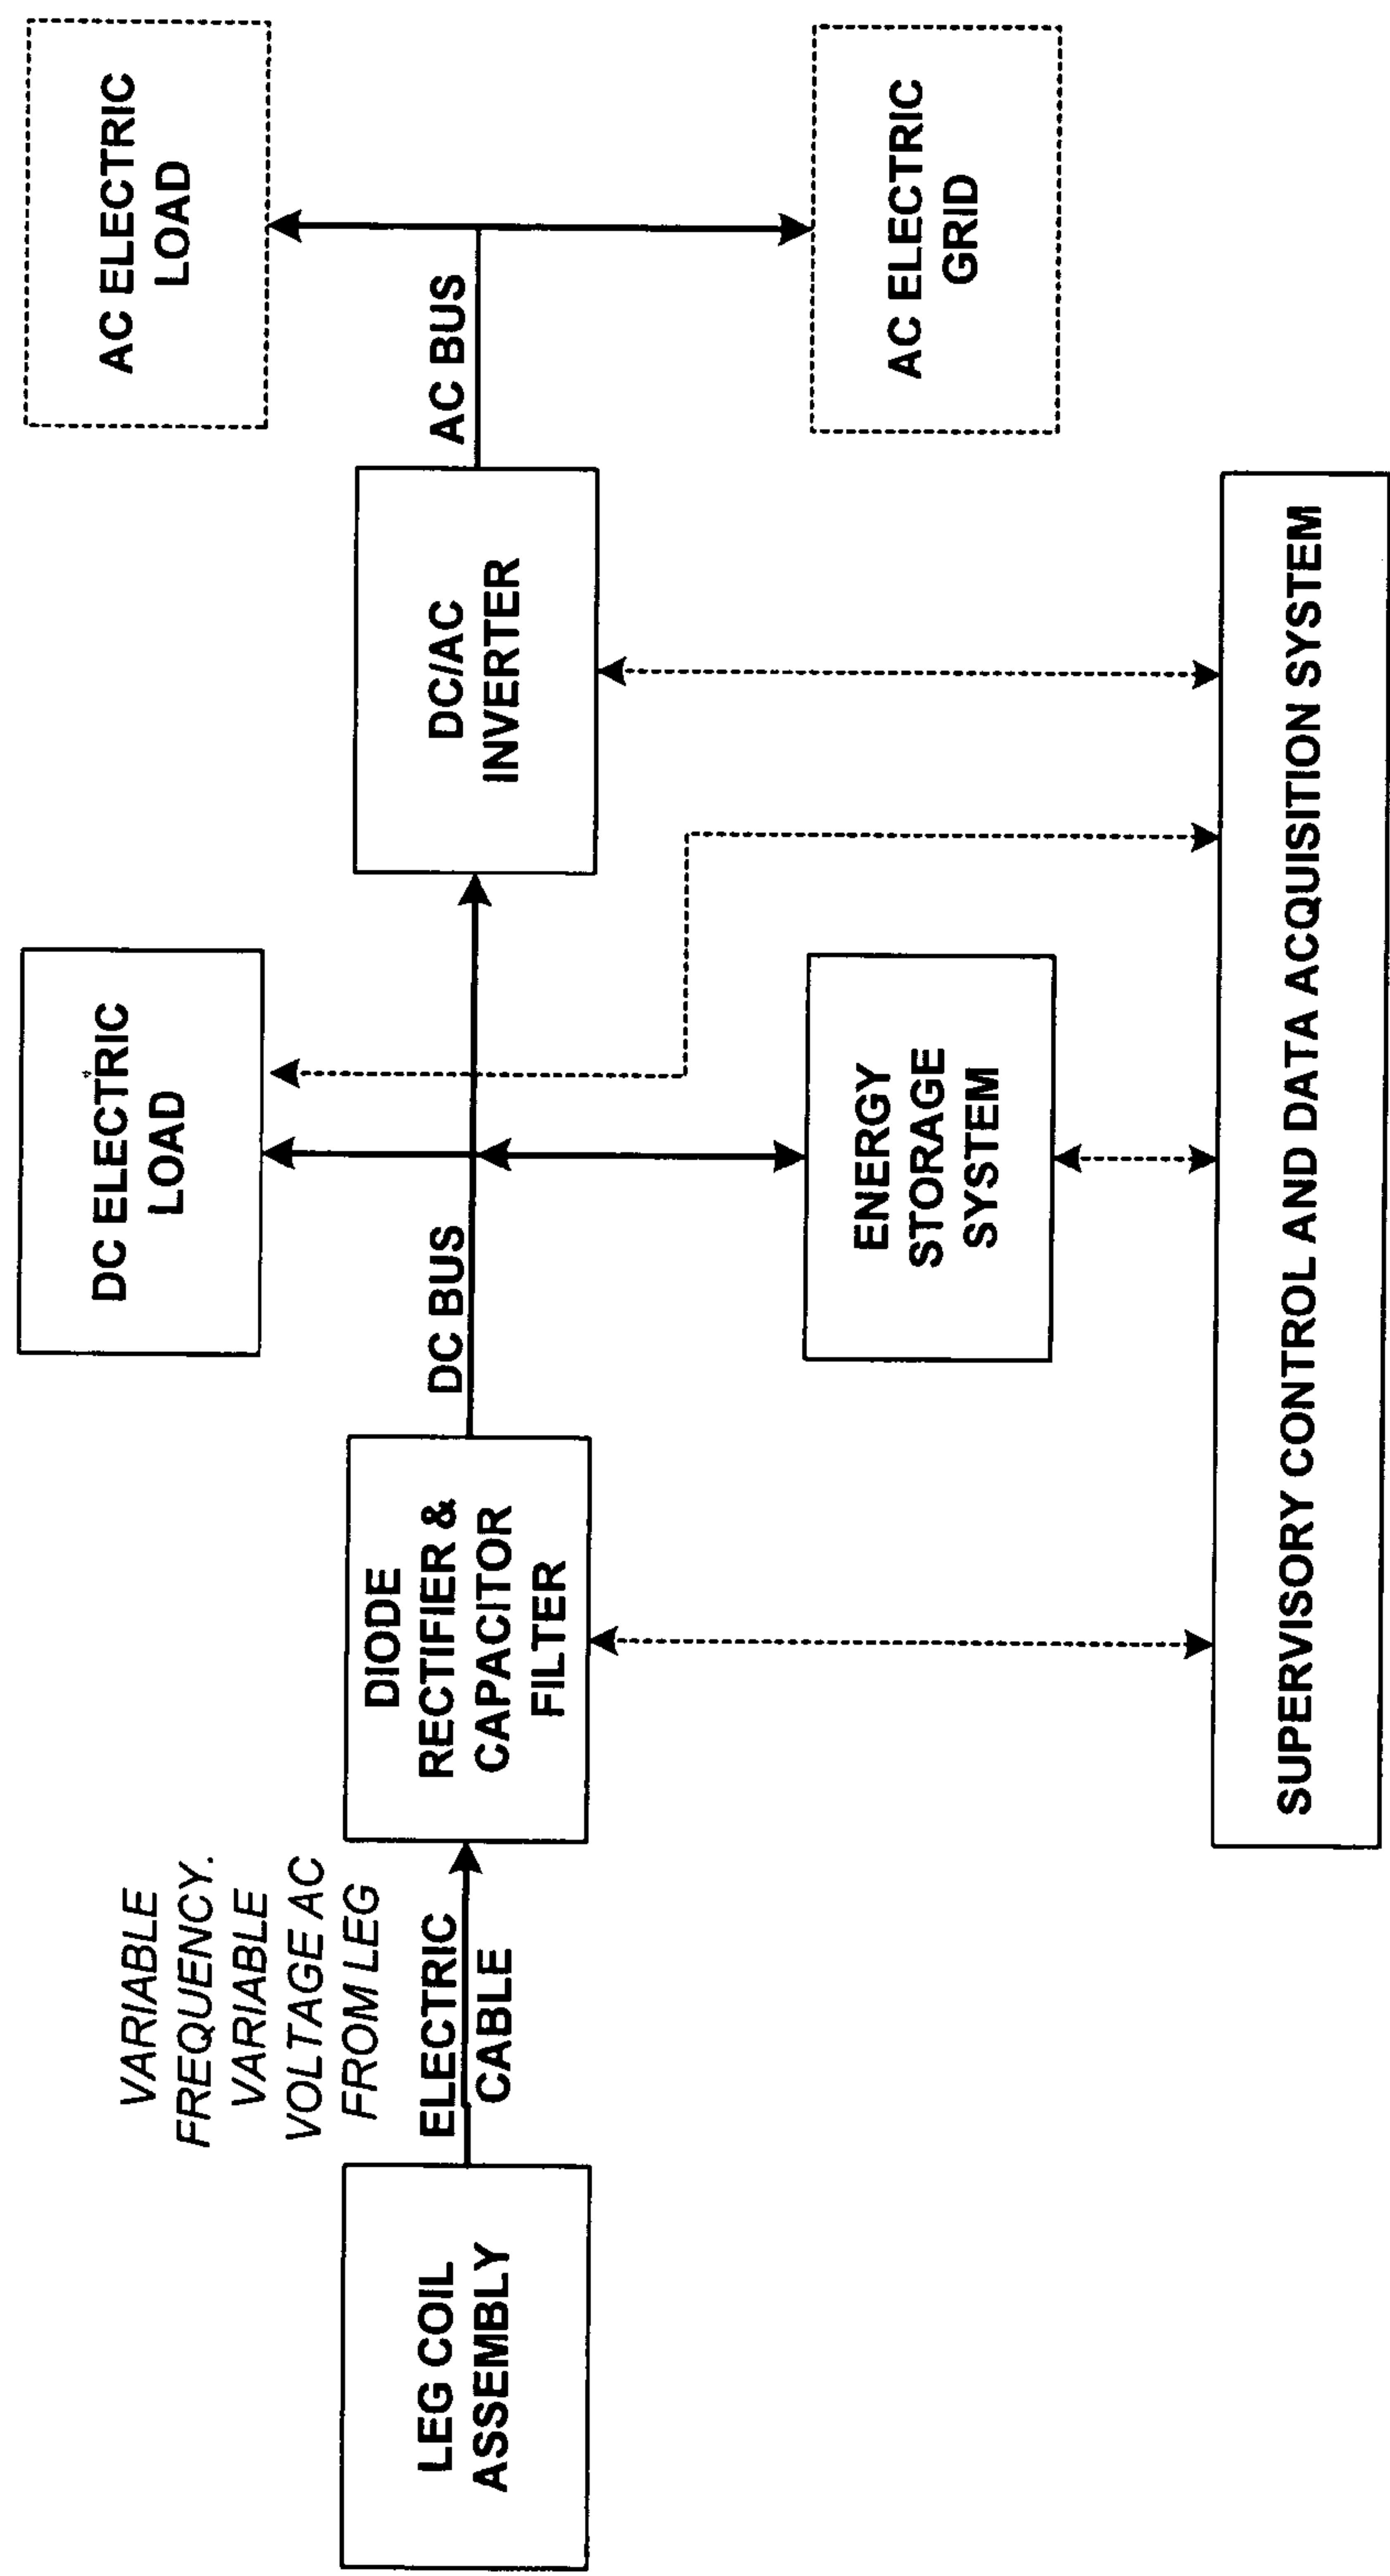 VARIABLE
FREQUENCY.
VARIABLE
VOLTAGE AC
FROM LEG
LEG COIL
ASSEMBLY
ELECTRIC
CABLE
DIODE
RECTIFIER &
CAPACITOR
FILTER
DC BUS
DC ELECTRIC
LOAD
ENERGY
STORAGE
SYSTEM
DC/AC
INVERTER
AC BUS
AC ELECTRIC
LOAD
AC ELECTRIC
GRID
SUPERVISORY CONTROL AND DATA ACQUISITION SYSTEM